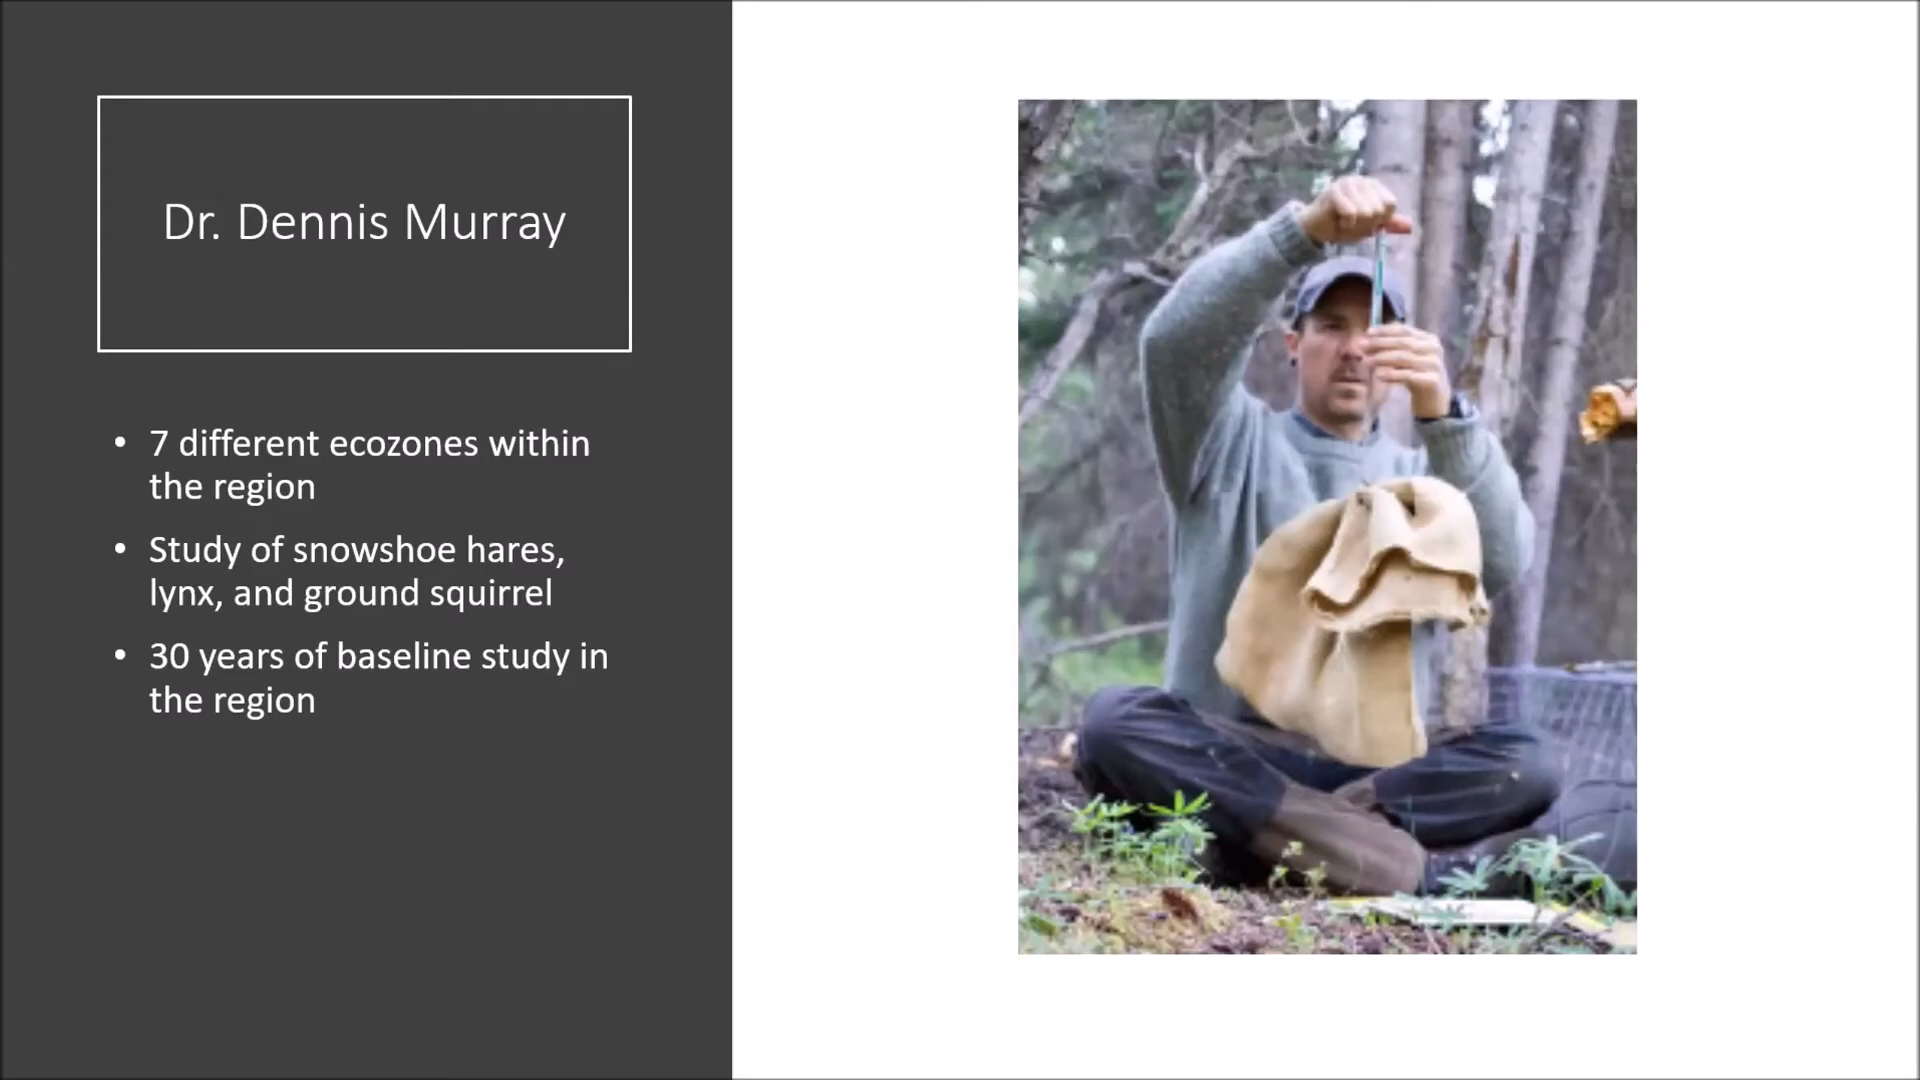 Dr. Dennis Murray
• 7 different ecozones within
the region
• Study of snowshoe hares,
lynx, and ground squirrel
• 30 years of baseline study in
the region